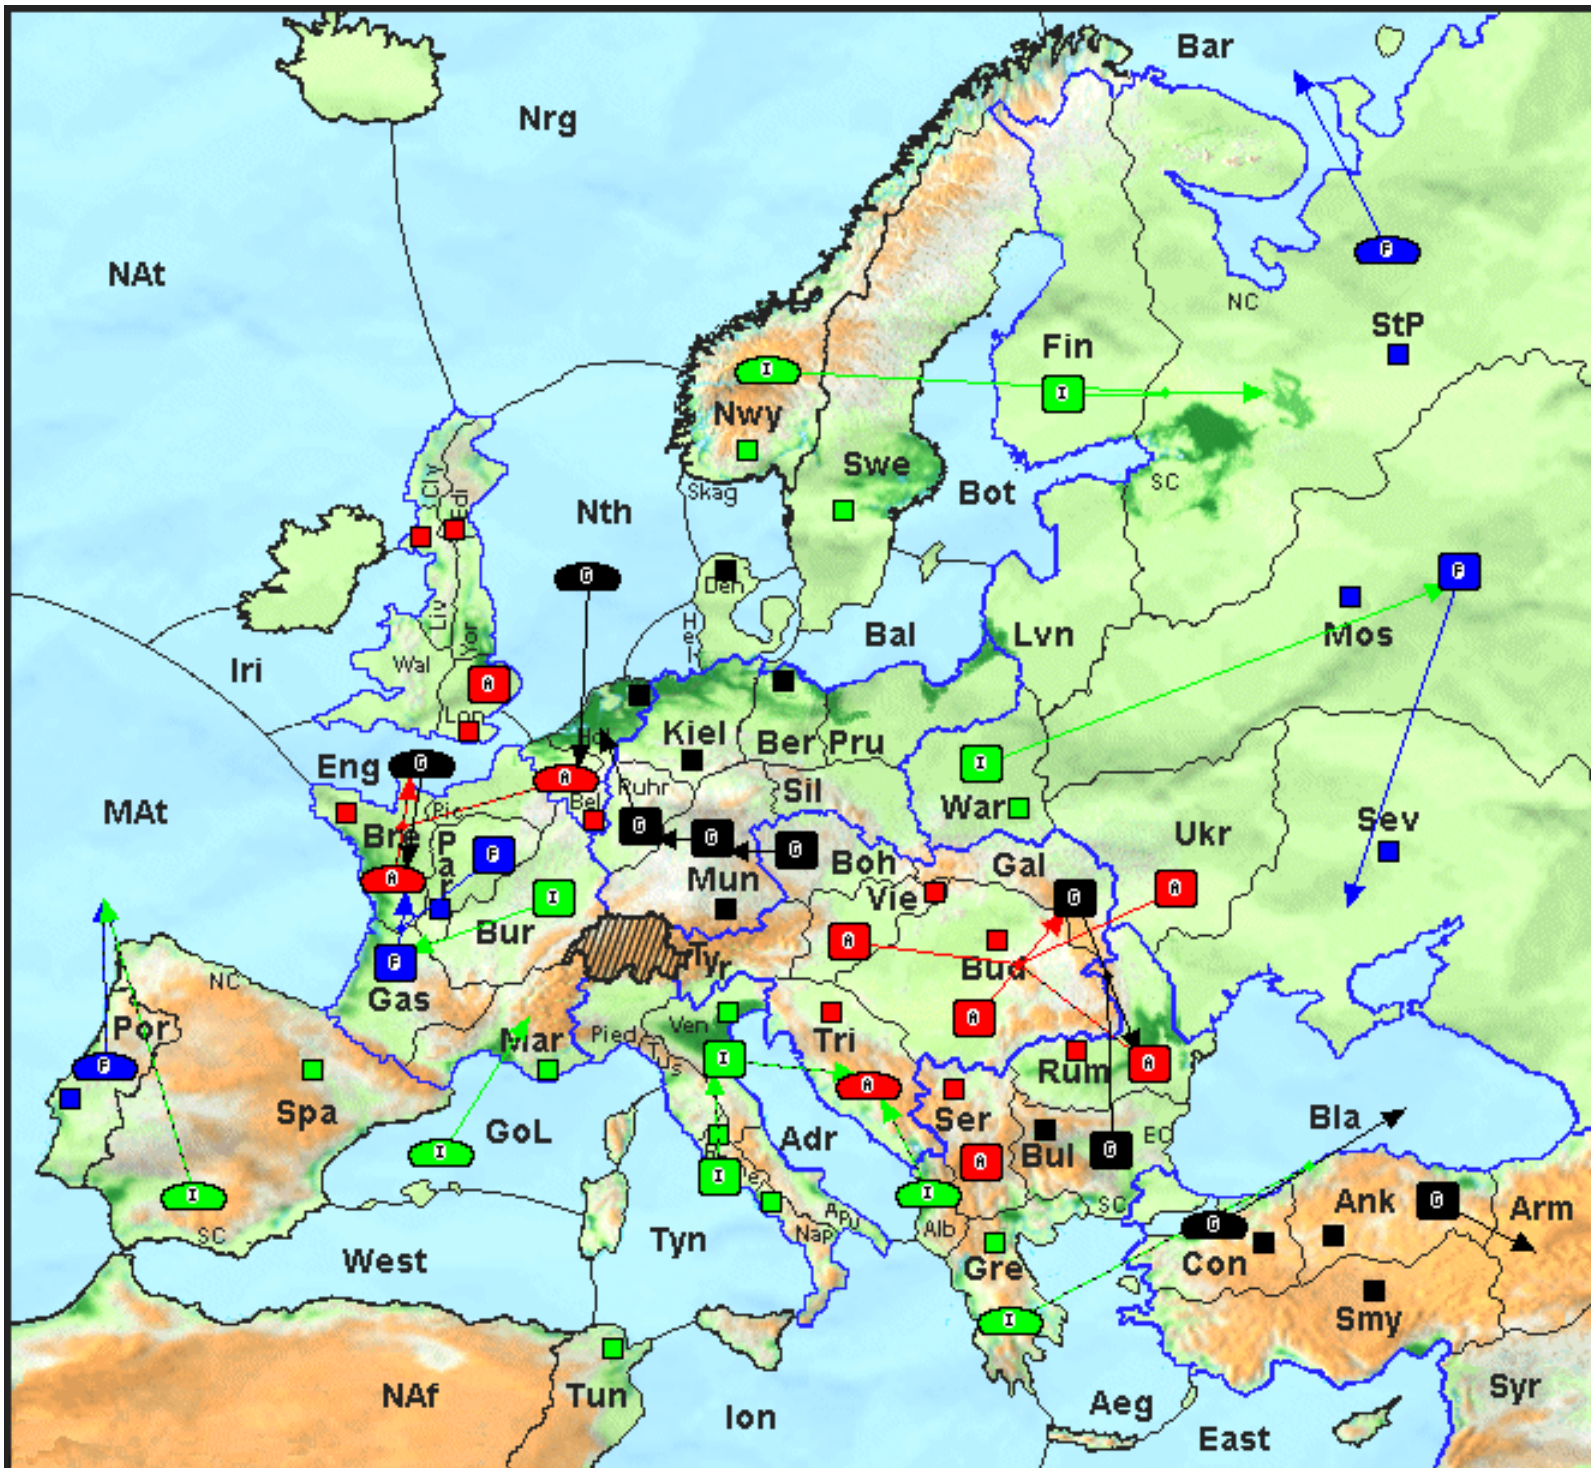 Bar
Nrg
NAt
NC
StP
Fin
Nwy
Swe
Skag
Bot
SC
Cly
Edi
Nth
Den
Hel
Bal
Lvn
Mos
Liv
Yor
Wal
Iri
Lon
Hol
Kiel
Ber
Pru
Eng
Ruhr
Sil
War
MAt
Pic
Bel
Bre
Par
Boh
Gal
Ukr
Sev
Mun
Vie
Bur
Tyr
Bud
Gas
NC
Por
Mar
Pied
Ven
Tus
Tri
Rum
Spa
GoL
Ser
Adr
Bul
EC
Bla
SC
SC
Apu
Nap
Alb
Ank
Arm
West
Tyn
Gre
Con
Smy
NAf
Tun
Ion
Aeg
East
Syr
F
I
I
F
G
A
I
G
A
F
G
G
G
A
I
G
A
A
F
A
F
I
A
A
I
I
I
G
A
I
I
G
G
I